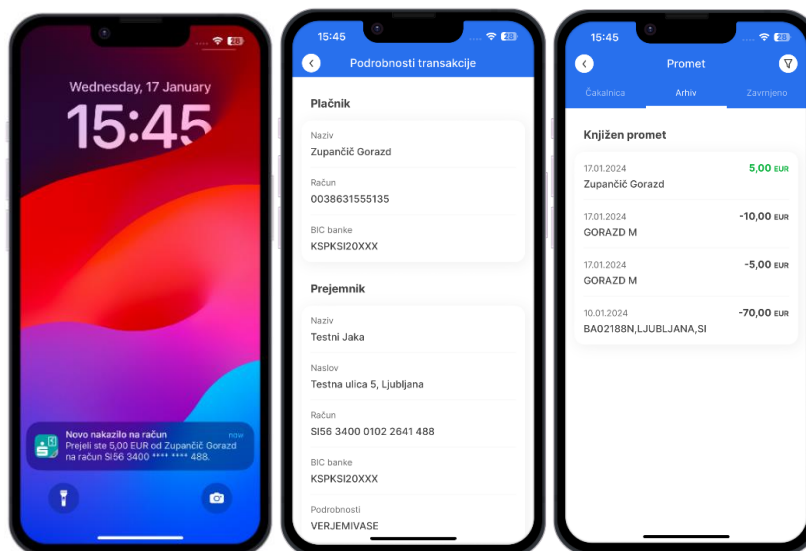 28
Wednesday, 17 January
15:45
Novo nakazilo na račun
now
Prejeli ste 5,00 EUR od Zupančič Gorazd
na račun SI56 3400 **** **** 488.
15:45
28
Podrobnosti transakcije
Plačnik
Naziv
Zupančič Gorazd
Račun
0038631555135
BIC banke
KSPKSI20XXX
Prejemnik
Naziv
Testni Jaka
Naslov
Testna ulica 5, Ljubljana
Račun
SI56 3400 0102 2641 488
BIC banke
KSPKSI20XXX
Podrobnosti
VERJEMIVASE
15:45
28
Promet
Čakalnica Arhiv Zavrnjeno
Knjižen promet
17.01.2024 5,00 EUR
Zupančič Gorazd
17.01.2024 -10,00 EUR
GORAZD M
17.01.2024 -5,00 EUR
GORAZD M
10.01.2024 -70,00 EUR
BA02188N,LJUBLJANA,SI